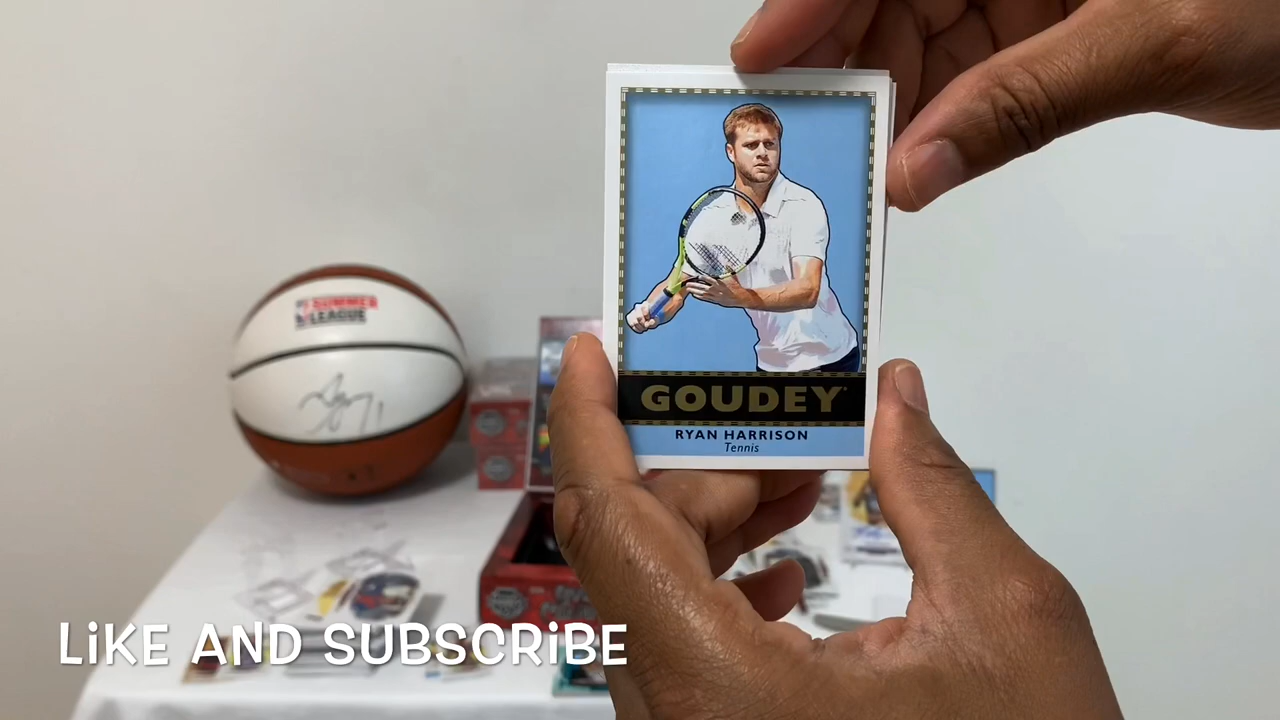 SUMMER
LEAGUE
GOUDEY
RYAN HARRISON
Tennis
LiKE AND SUBSCRiBE